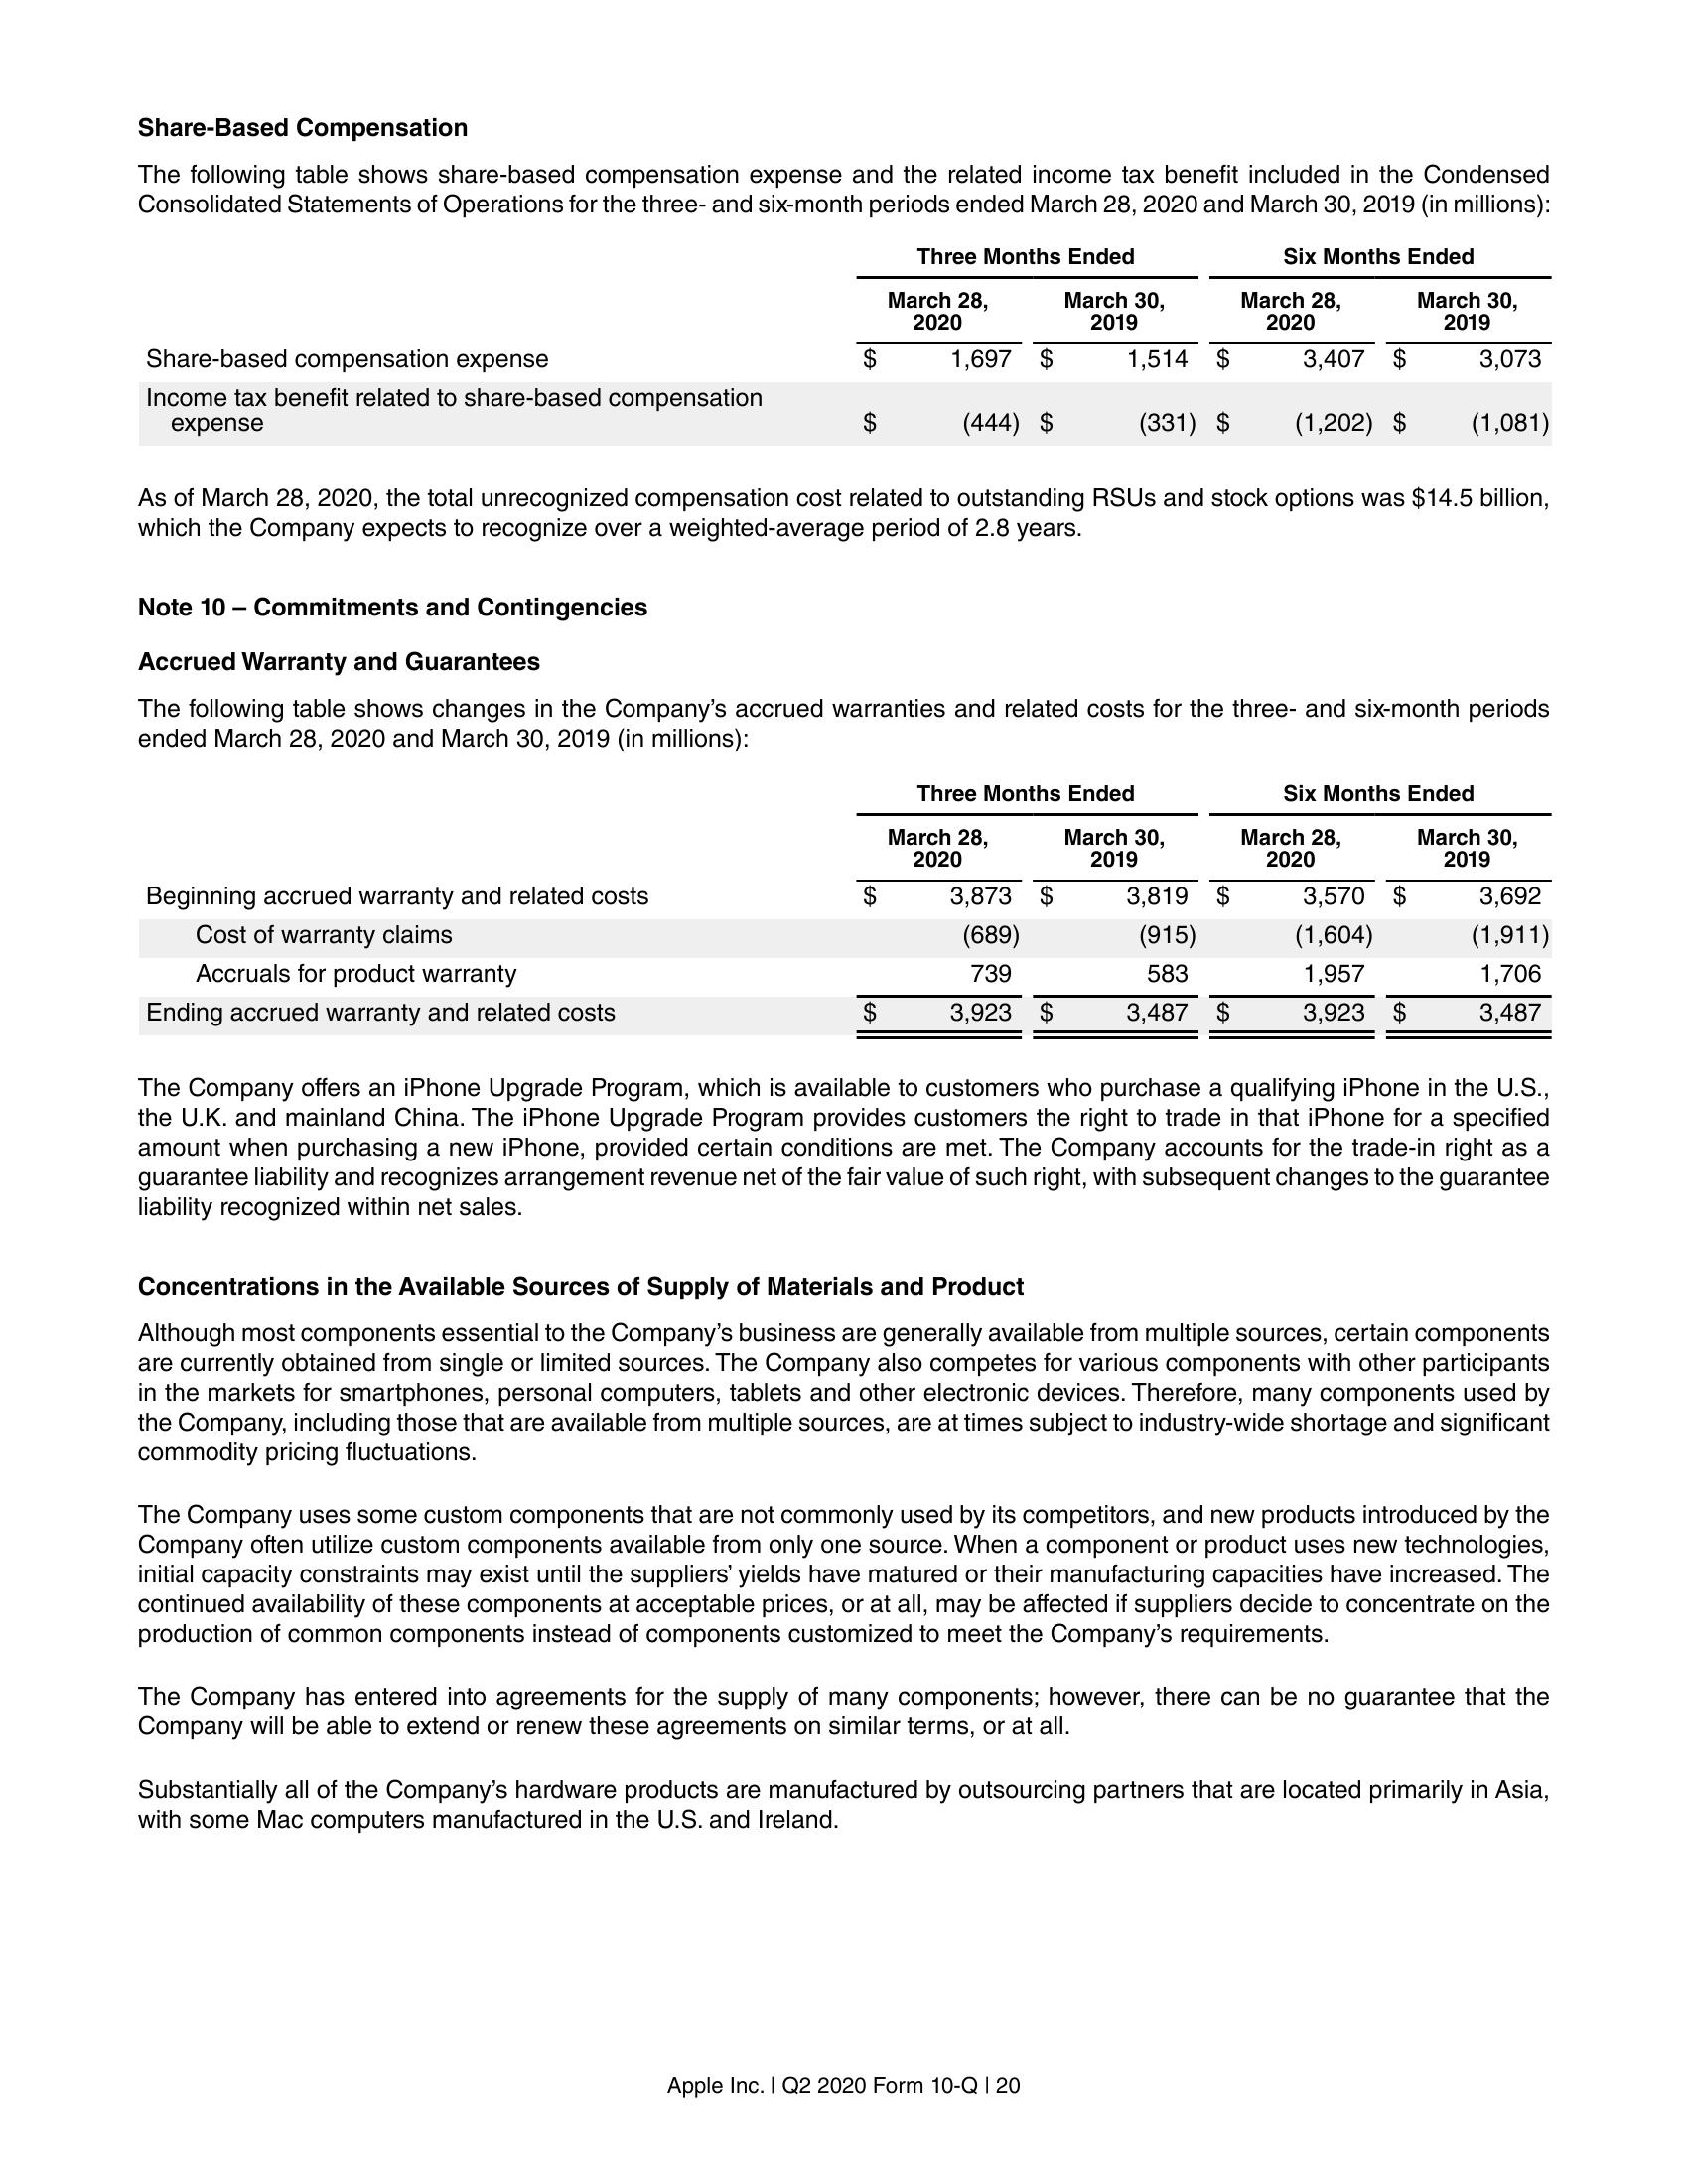 Share-Based Compensation
The following table shows share-based compensation expense and the related income tax benefit included in the Condensed
Consolidated Statements of Operations for the three- and six-month periods ended March 28, 2020 and March 30, 2019 (in millions):
Three Months Ended Six Months Ended
March 28, March 30, March 28, March 30,
2020 2019 2020 2019
Share-based compensation expense $ 1,697 $ 1,514 $ 3,407 $ 3,073
Income tax benefit related to share-based compensation
expense $ (444) $ (331) $ (1,202) $ (1,081)
As of March 28, 2020, the total unrecognized compensation cost related to outstanding RSUs and stock options was $14.5 billion,
which the Company expects to recognize over a weighted-average period of 2.8 years.
Note 10 – Commitments and Contingencies
Accrued Warranty and Guarantees
The following table shows changes in the Company’s accrued warranties and related costs for the three- and six-month periods
ended March 28, 2020 and March 30, 2019 (in millions):
Three Months Ended Six Months Ended
March 28, March 30, March 28, March 30,
2020 2019 2020 2019
Beginning accrued warranty and related costs $ 3,873 $ 3,819 $ 3,570 $ 3,692
Cost of warranty claims (689) (915) (1,604) (1,911)
Accruals for product warranty 739 583 1,957 1,706
Ending accrued warranty and related costs $ 3,923 $ 3,487 $ 3,923 $ 3,487
The Company offers an iPhone Upgrade Program, which is available to customers who purchase a qualifying iPhone in the U.S.,
the U.K. and mainland China. The iPhone Upgrade Program provides customers the right to trade in that iPhone for a specified
amount when purchasing a new iPhone, provided certain conditions are met. The Company accounts for the trade-in right as a
guarantee liability and recognizes arrangement revenue net of the fair value of such right, with subsequent changes to the guarantee
liability recognized within net sales.
Concentrations in the Available Sources of Supply of Materials and Product
Although most components essential to the Company’s business are generally available from multiple sources, certain components
are currently obtained from single or limited sources. The Company also competes for various components with other participants
in the markets for smartphones, personal computers, tablets and other electronic devices. Therefore, many components used by
the Company, including those that are available from multiple sources, are at times subject to industry-wide shortage and significant
commodity pricing fluctuations.
The Company uses some custom components that are not commonly used by its competitors, and new products introduced by the
Company often utilize custom components available from only one source. When a component or product uses new technologies,
initial capacity constraints may exist until the suppliers’ yields have matured or their manufacturing capacities have increased. The
continued availability of these components at acceptable prices, or at all, may be affected if suppliers decide to concentrate on the
production of common components instead of components customized to meet the Company’s requirements.
The Company has entered into agreements for the supply of many components; however, there can be no guarantee that the
Company will be able to extend or renew these agreements on similar terms, or at all.
Substantially all of the Company’s hardware products are manufactured by outsourcing partners that are located primarily in Asia,
with some Mac computers manufactured in the U.S. and Ireland.
Apple Inc. | Q2 2020 Form 10-Q | 20